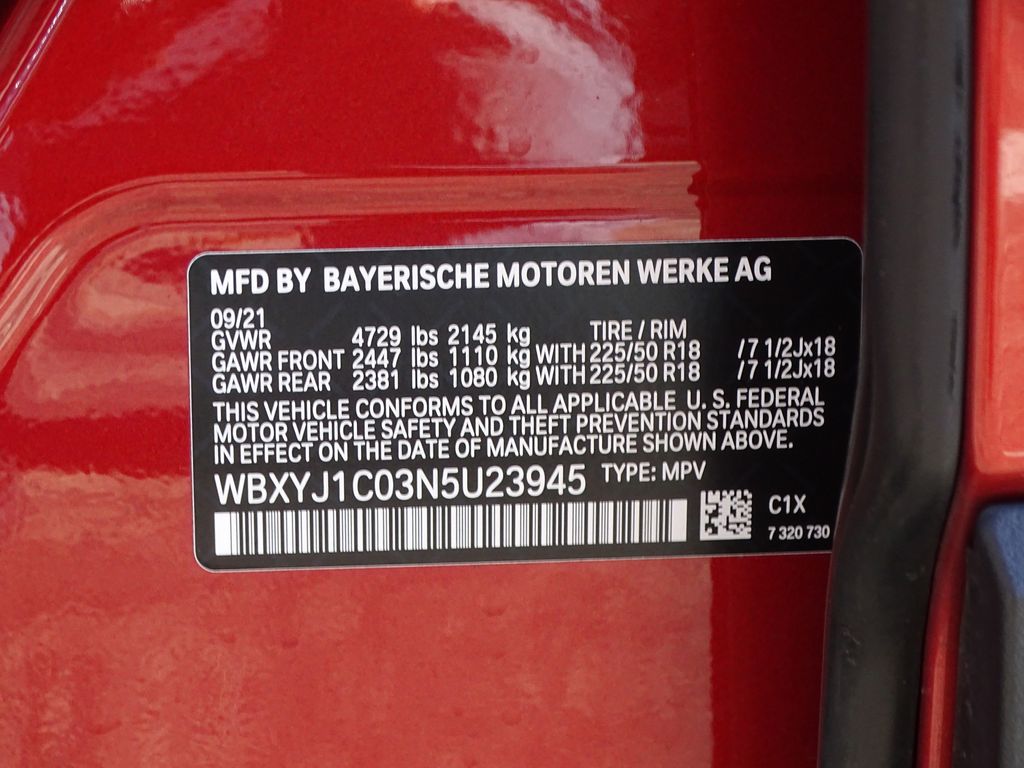 MFD BY BAYERISCHE MOTOREN WERKE AG
09/21
GVWR 4729 lbs 2145 kg TIRE / RIM
GAWR FRONT 2447 lbs 1110 kg WITH 225/50 R18 /7 1/2Jx18
GAWR REAR 2381 lbs 1080 kg WITH 225/50 R18 /7 1/2Jx18
THIS VEHICLE CONFORMS TO ALL APPLICABLE U. S. FEDERAL
MOTOR VEHICLE SAFETY AND THEFT PREVENTION STANDARDS
IN EFFECT ON THE DATE OF MANUFACTURE SHOWN ABOVE.
WBXYJ1C03N5U23945 TYPE: MPV
C1X
7 320 730